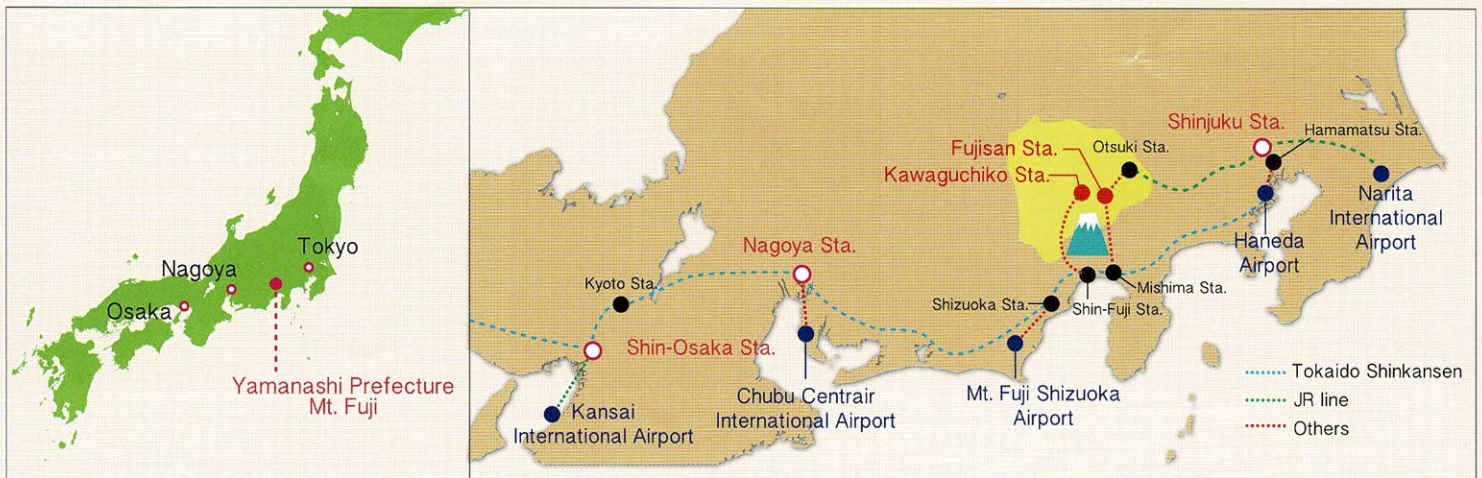 Tokyo
Nagoya
Osaka
Yamanashi Prefecture
Mt. Fuji
Shinjuku Sta.
Hamamatsu Sta.
Fujisan Sta.
Otsuki Sta.
Kawaguchiko Sta.
Narita
International
Airport
Haneda
Airport
Nagoya Sta.
Kyoto Sta.
Mishima Sta.
Shizuoka Sta.
Shin-Fuji Sta.
Shin-Osaka Sta.
Chubu Centrair
International Airport
Mt. Fuji Shizuoka
Airport
Kansai
International Airport
Tokaido Shinkansen
JR line
Others